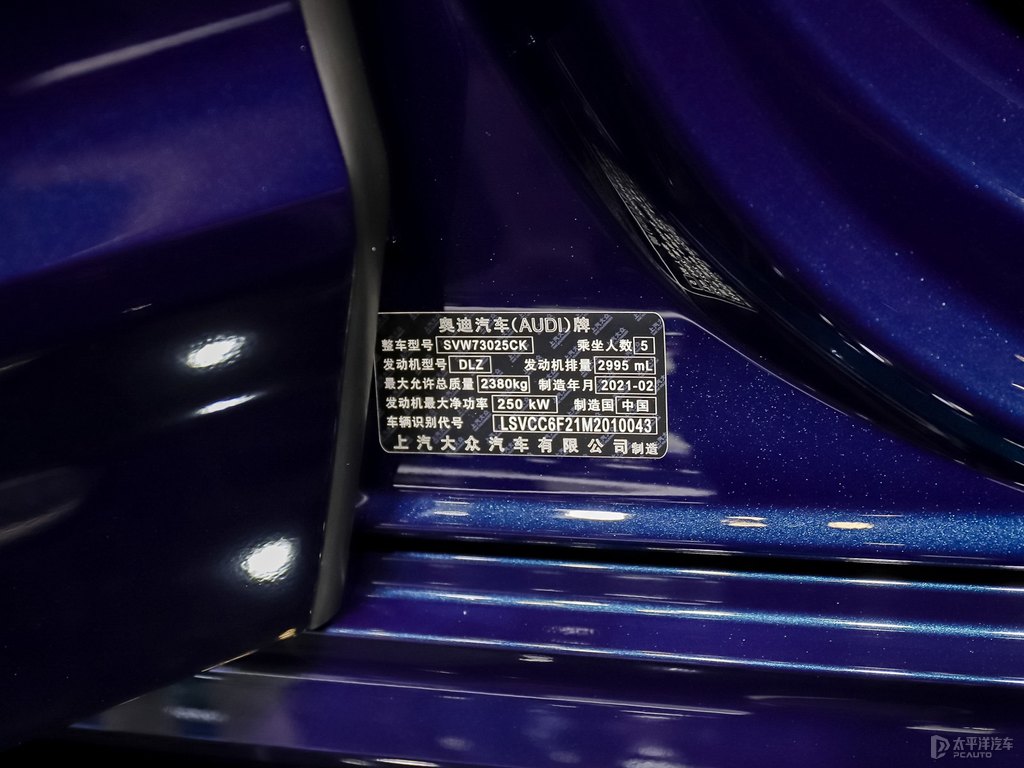 奥迪汽车(AUDI)牌
整车型号 SVW73025CK 乘坐人数 5
发动机型号 DLZ 发动机排量 2995 mL
最大允许总质量 2380kg 制造年月 2021-02
发动机最大净功率 250 kW 制造国 中国
车辆识别代号 LSVCC6F21M2010043
上汽大众汽车有限公司制造
太平洋汽车
PCAUTO